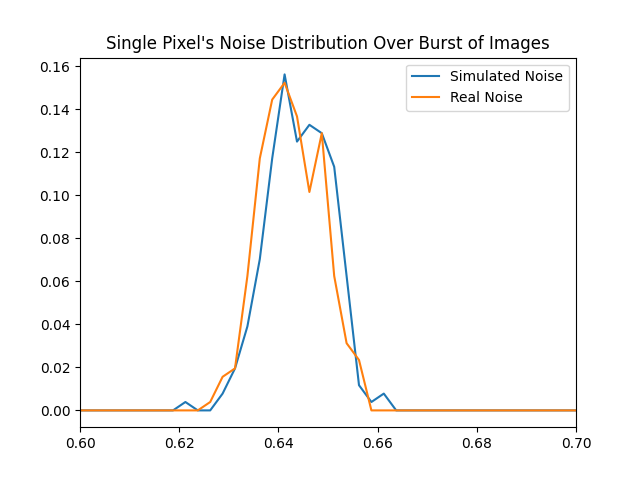 Single Pixel's Noise Distribution Over Burst of Images
Simulated Noise
Real Noise
0.16
0.14
0.12
0.10
0.08
0.06
0.04
0.02
0.00
0.60 0.62 0.64 0.66 0.68 0.70